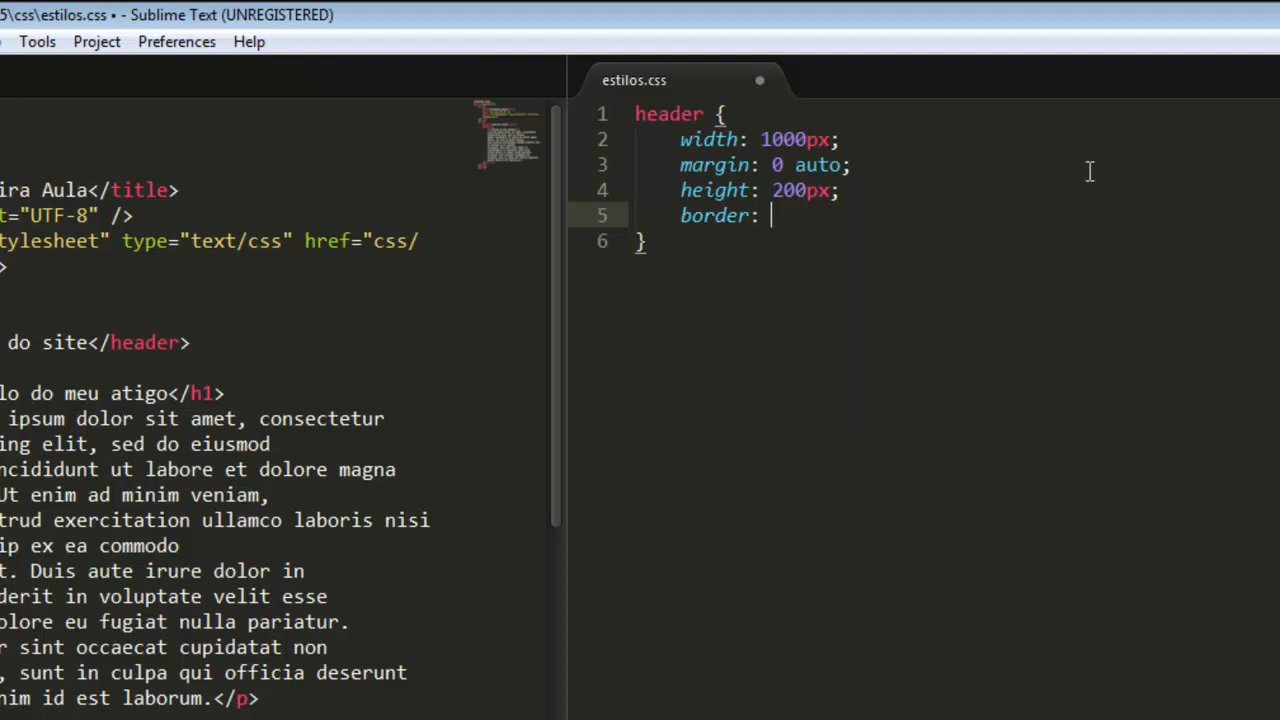 5\css\estilos.css • - Sublime Text (UNREGISTERED)
Tools Project Preferences Help
estilos.css
ira Aula</title>
t="UTF-8" />
tylesheet" type="text/css" href="css/
>
do site</header>
lo do meu atigo</h1>
ipsum dolor sit amet, consectetur
ing elit, sed do eiusmod
ncididunt ut labore et dolore magna
Ut enim ad minim veniam,
trud exercitation ullamco laboris nisi
ip ex ea commodo
t. Duis aute irure dolor in
derit in voluptate velit esse
olore eu fugiat nulla pariatur.
r sint occaecat cupidatat non
, sunt in culpa qui officia deserunt
nim id est laborum.</p>
1 header {
2 width: 1000px;
3 margin: 0 auto;
4 height: 200px;
5 border:
6 }